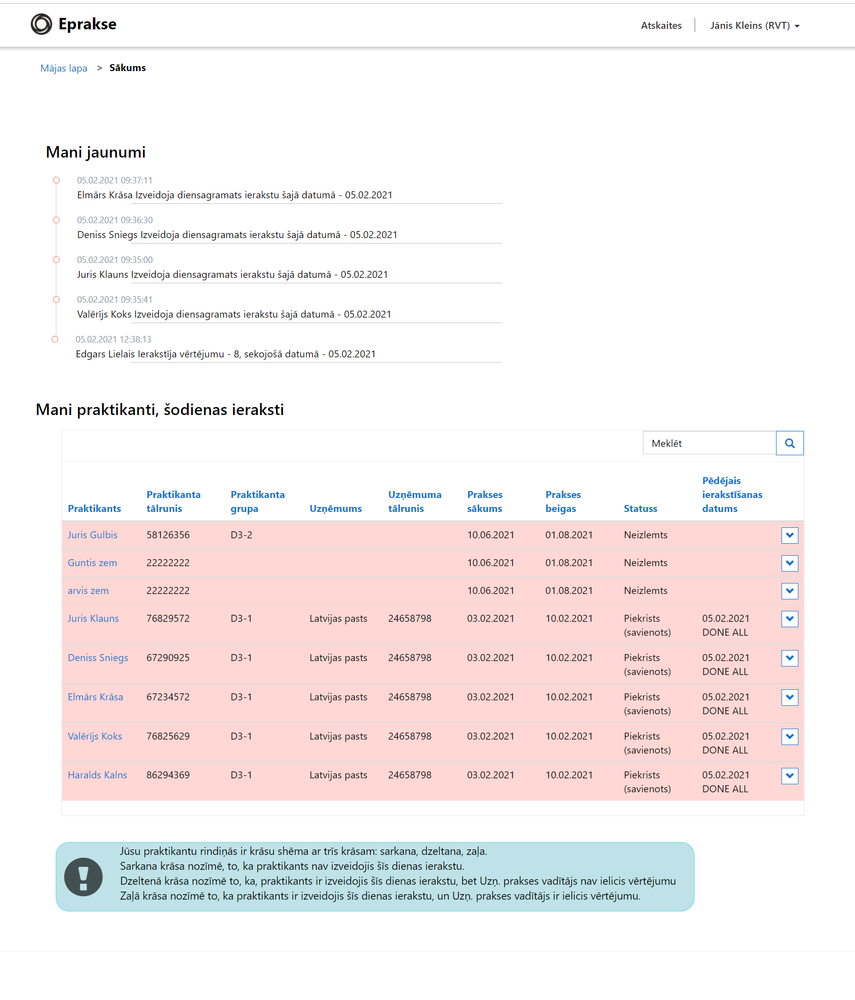 Eprakse
Atskaites
Jānis Kleins (RVT)
Mājas lapa > Sākums
Mani jaunumi
05.02.2021 09:37:11
Elmārs Krāsa Izveidoja diensagramats ierakstu šajā datumā - 05.02.2021
05.02.2021 09:36:30
Deniss Sniegs Izveidoja diensagramats ierakstu šajā datumā - 05.02.2021
05.02.2021 09:35:00
Juris Klauns Izveidoja diensagramats ierakstu šajā datumā - 05.02.2021
05.02.2021 09:35:41
Valērījs Koks Izveidoja diensagramats ierakstu šajā datumā - 05.02.2021
05.02.2021 12:38:13
Edgars Lielais Ierakstīja vērtējumu - 8, sekojošā datumā - 05.02.2021
Mani praktikanti, šodienas ieraksti
Meklēt
Praktikants Praktikanta tālrunis Praktikanta grupa Uzņēmums Uzņēmuma tālrunis Prakses sākums Prakses beigas Statuss Pēdējais ierakstīšanas datums
Juris Gulbis 58126356 D3-2 10.06.2021 01.08.2021 Neizlemts
Guntis zem 22222222 10.06.2021 01.08.2021 Neizlemts
arvis zem 22222222 10.06.2021 01.08.2021 Neizlemts
Juris Klauns 76829572 D3-1 Latvijas pasts 24658798 03.02.2021 10.02.2021 Piekrists 05.02.2021
(savienots) DONE ALL
Deniss Sniegs 67290925 D3-1 Latvijas pasts 24658798 03.02.2021 10.02.2021 Piekrists 05.02.2021
(savienots) DONE ALL
Elmārs Krāsa 67234572 D3-1 Latvijas pasts 24658798 03.02.2021 10.02.2021 Piekrists 05.02.2021
(savienots) DONE ALL
Valērījs Koks 76825629 D3-1 Latvijas pasts 24658798 03.02.2021 10.02.2021 Piekrists 05.02.2021
(savienots) DONE ALL
Haralds Kalns 86294369 D3-1 Latvijas pasts 24658798 03.02.2021 10.02.2021 Piekrists 05.02.2021
(savienots) DONE ALL
Jūsu praktikantu rindiņās ir krāsu shēma ar trīs krāsam: sarkana, dzeltana, zaļa.
Sarkana krāsa nozīmē, to, ka praktikants nav izveidojis šīs dienas ierakstu.
Dzeltenā krāsa nozīmē to, ka, praktikants ir izveidojis šīs dienas ierakstu, bet Uzņ. prakses vadītājs nav ielicis vērtējumu
Zaļā krāsa nozīmē to, ka praktikants ir izveidojis šīs dienas ierakstu, un Uzņ. prakses vadītājs ir ielicis vērtējumu.